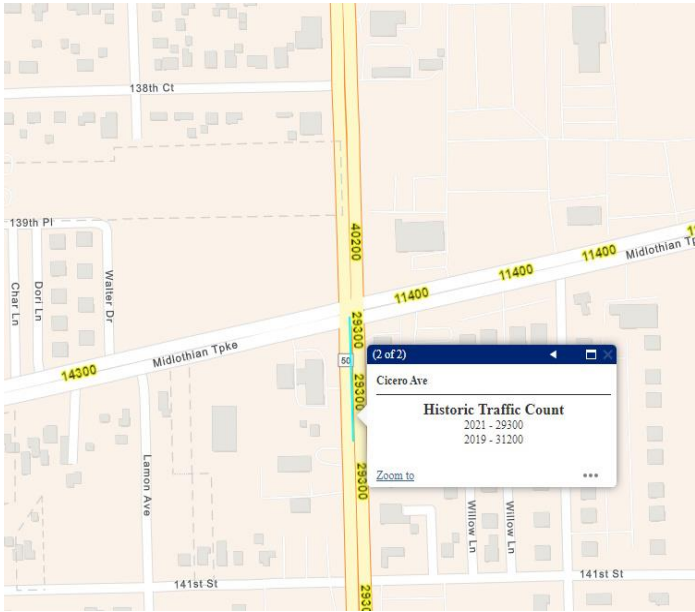 138th Ct
139th Pl
40200
11400
11400
11400
Midlothian
Char Ln
Dori Ln
Walter Dr
29300
50
Midlothian Tpke
14300
29300
(2 of 2)
Cicero Ave
Historic Traffic Count
2021 - 29300
2019 - 31200
Zoom to
•••
29300
Lamon Ave
Willow Ln
Willow Ln
141st St
141st St